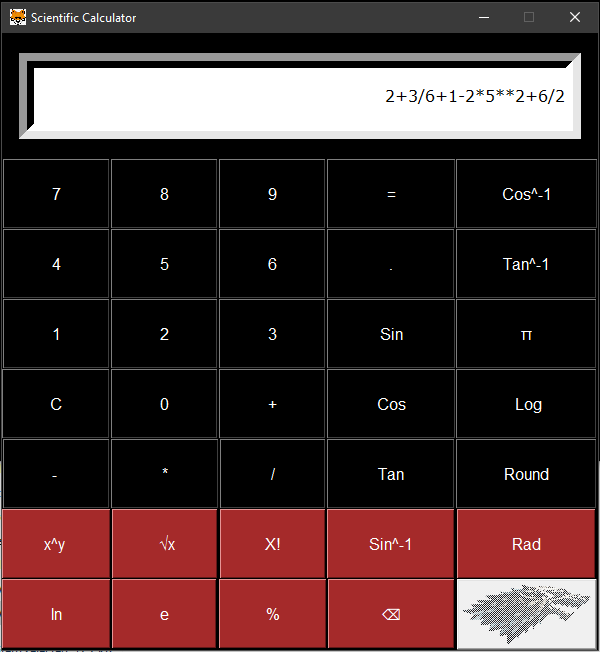 Scientific Calculator
2+3/6+1-2*5**2+6/2
7 8 9 = Cos^-1
4 5 6 . Tan^-1
1 2 3 Sin π
C 0 + Cos Log
- * / Tan Round
x^y √x X! Sin^-1 Rad
ln e % ⌫